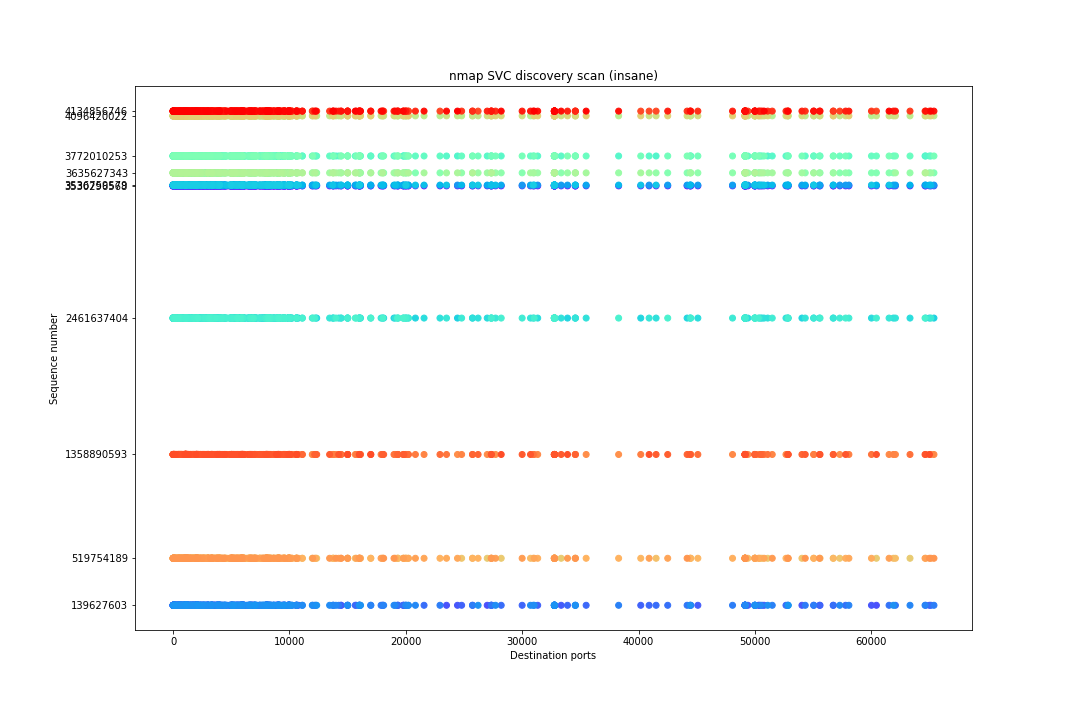 nmap SVC discovery scan (insane)
4134856746
4096420022
3772010253
3635627343
2461637404
1358890593
519754189
139627603
Sequence number
0 10000 20000 30000 40000 50000 60000
Destination ports